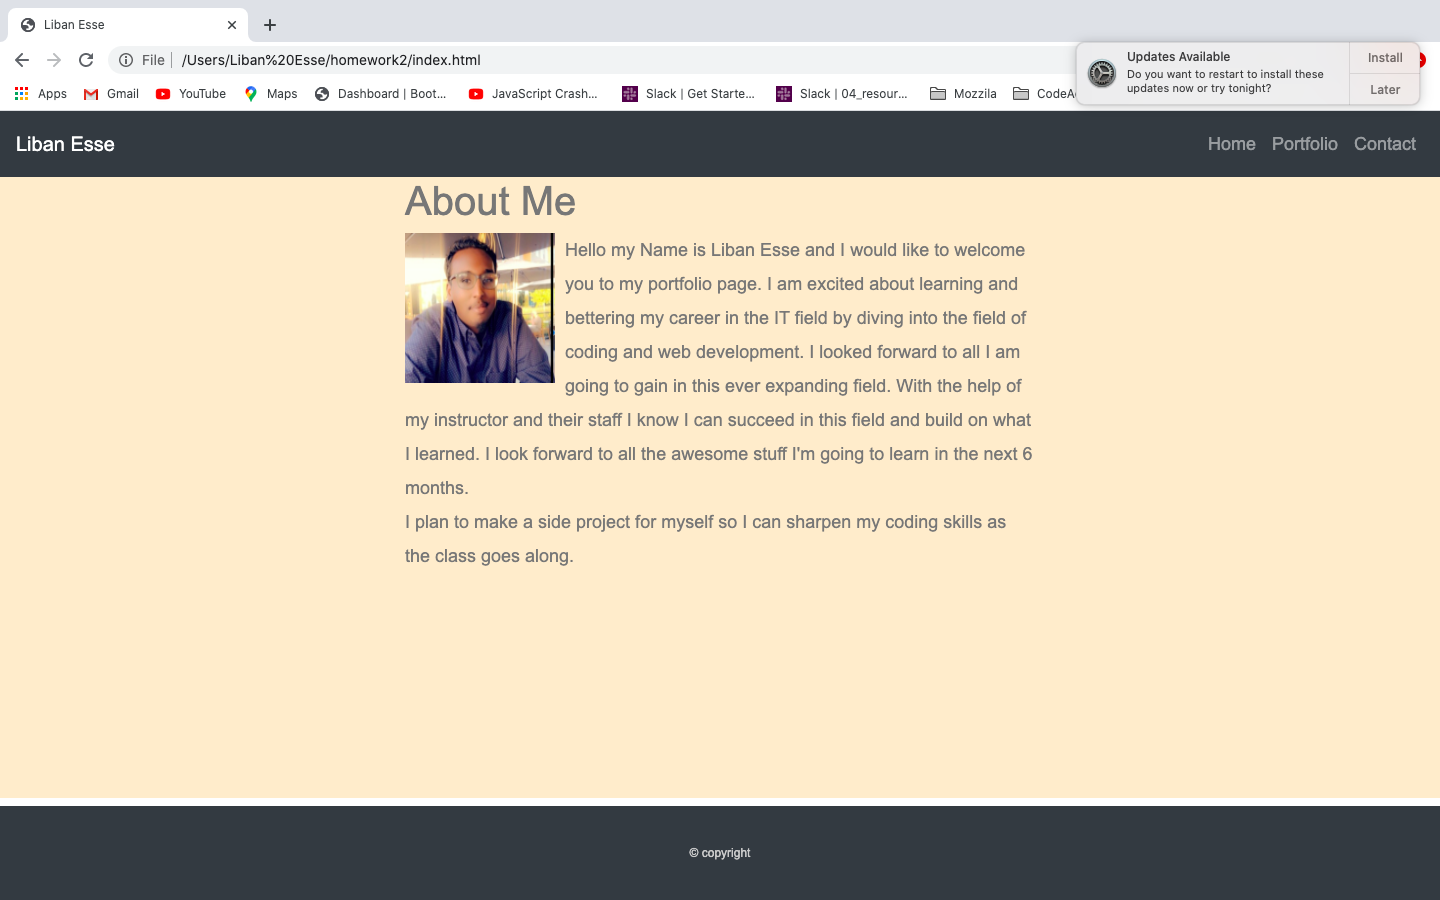 Liban Esse
File
/Users/Liban%20Esse/homework2/index.html
Updates Available
Do you want to restart to install these
updates now or try tonight?
Install
Later
Apps
Gmail
YouTube
Maps
Dashboard | Boot...
JavaScript Crash...
Slack | Get Starte...
Slack | 04_resour...
Mozzila
Liban Esse
Home Portfolio Contact
About Me
Hello my Name is Liban Esse and I would like to welcome
you to my portfolio page. I am excited about learning and
bettering my career in the IT field by diving into the field of
coding and web development. I looked forward to all I am
going to gain in this ever expanding field. With the help of
my instructor and their staff I know I can succeed in this field and build on what
I learned. I look forward to all the awesome stuff I'm going to learn in the next 6
months.
I plan to make a side project for myself so I can sharpen my coding skills as
the class goes along.
© copyright